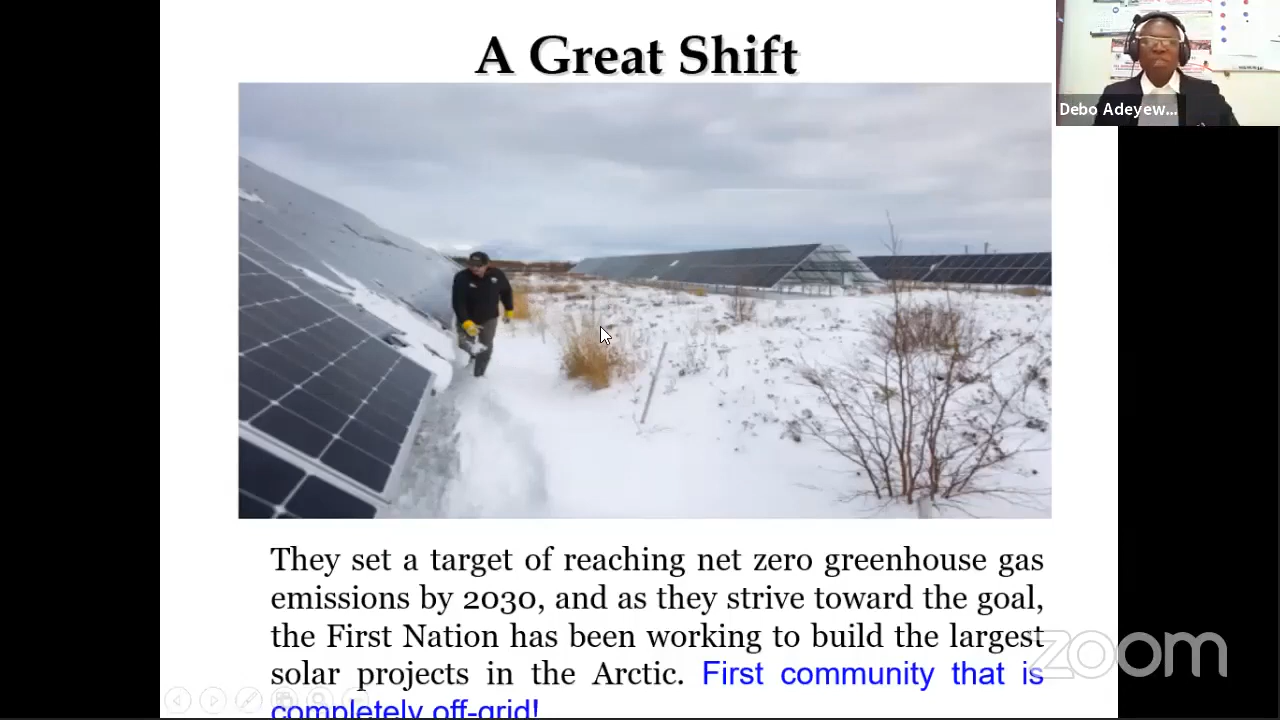 A Great Shift
Debo Adeyew...
They set a target of reaching net zero greenhouse gas
emissions by 2030, and as they strive toward the goal,
the First Nation has been working to build the largest
solar projects in the Arctic. First community that is
completely off-grid!
zoom